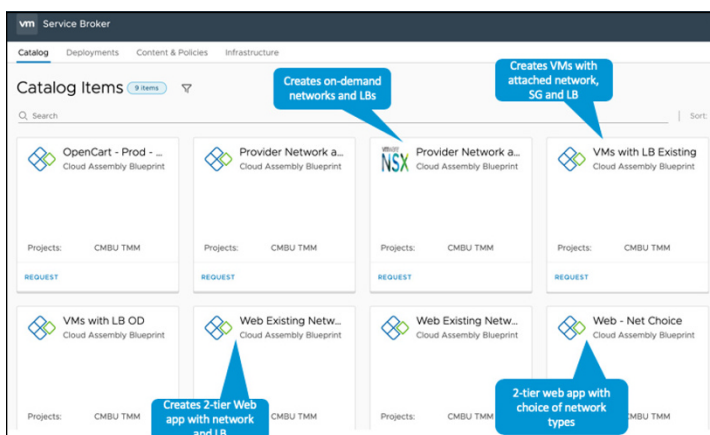 vm Service Broker
Catalog Deployments Content & Policies Infrastructure
Catalog Items 9 items
Creates on-demand
networks and LBs
Creates VMs with
attached network,
SG and LB
Search
Sort:
OpenCart - Prod - ...
Cloud Assembly Blueprint
Projects: CMBU TMM
REQUEST
Provider Network a...
Cloud Assembly Blueprint
Projects: CMBU TMM
REQUEST
vmware
NSX
Provider Network a...
Cloud Assembly Blueprint
Projects: CMBU TMM
REQUEST
VMs with LB Existing
Cloud Assembly Blueprint
Projects: CMBU TMM
REQUEST
VMs with LB OD
Cloud Assembly Blueprint
Projects: CMBU TMM
Web Existing Netw...
Cloud Assembly Blueprint
Creates 2-tier Web
app with network
and LB
CMBU TMM
Web Existing Netw...
Cloud Assembly Blueprint
Projects: CMBU TMM
Web - Net Choice
Cloud Assembly Blueprint
2-tier web app with
choice of network
types
CMBU TMM